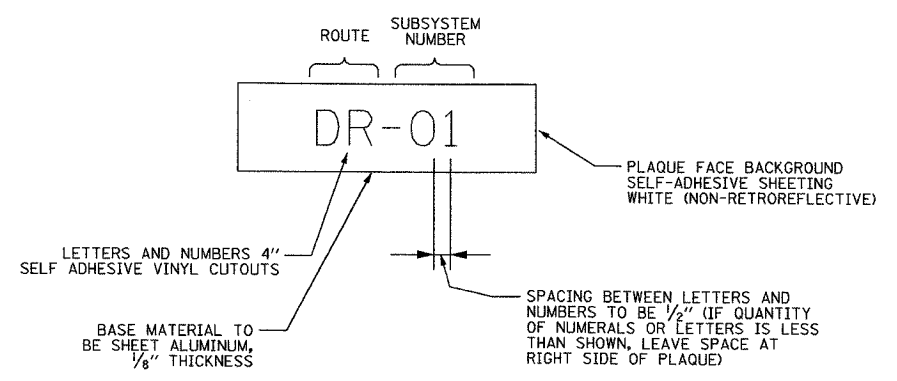 ROUTE
SUBSYSTEM
NUMBER
DR-01
PLAQUE FACE BACKGROUND
SELF-ADHESIVE SHEETING
WHITE (NON-RETROREFLECTIVE)
LETTERS AND NUMBERS 4"
SELF ADHESIVE VINYL CUTOUTS
BASE MATERIAL TO
BE SHEET ALUMINUM,
1/8" THICKNESS
SPACING BETWEEN LETTERS AND
NUMBERS TO BE 1/2" (IF QUANTITY
OF NUMERALS OR LETTERS IS LESS
THAN SHOWN, LEAVE SPACE AT
RIGHT SIDE OF PLAQUE)